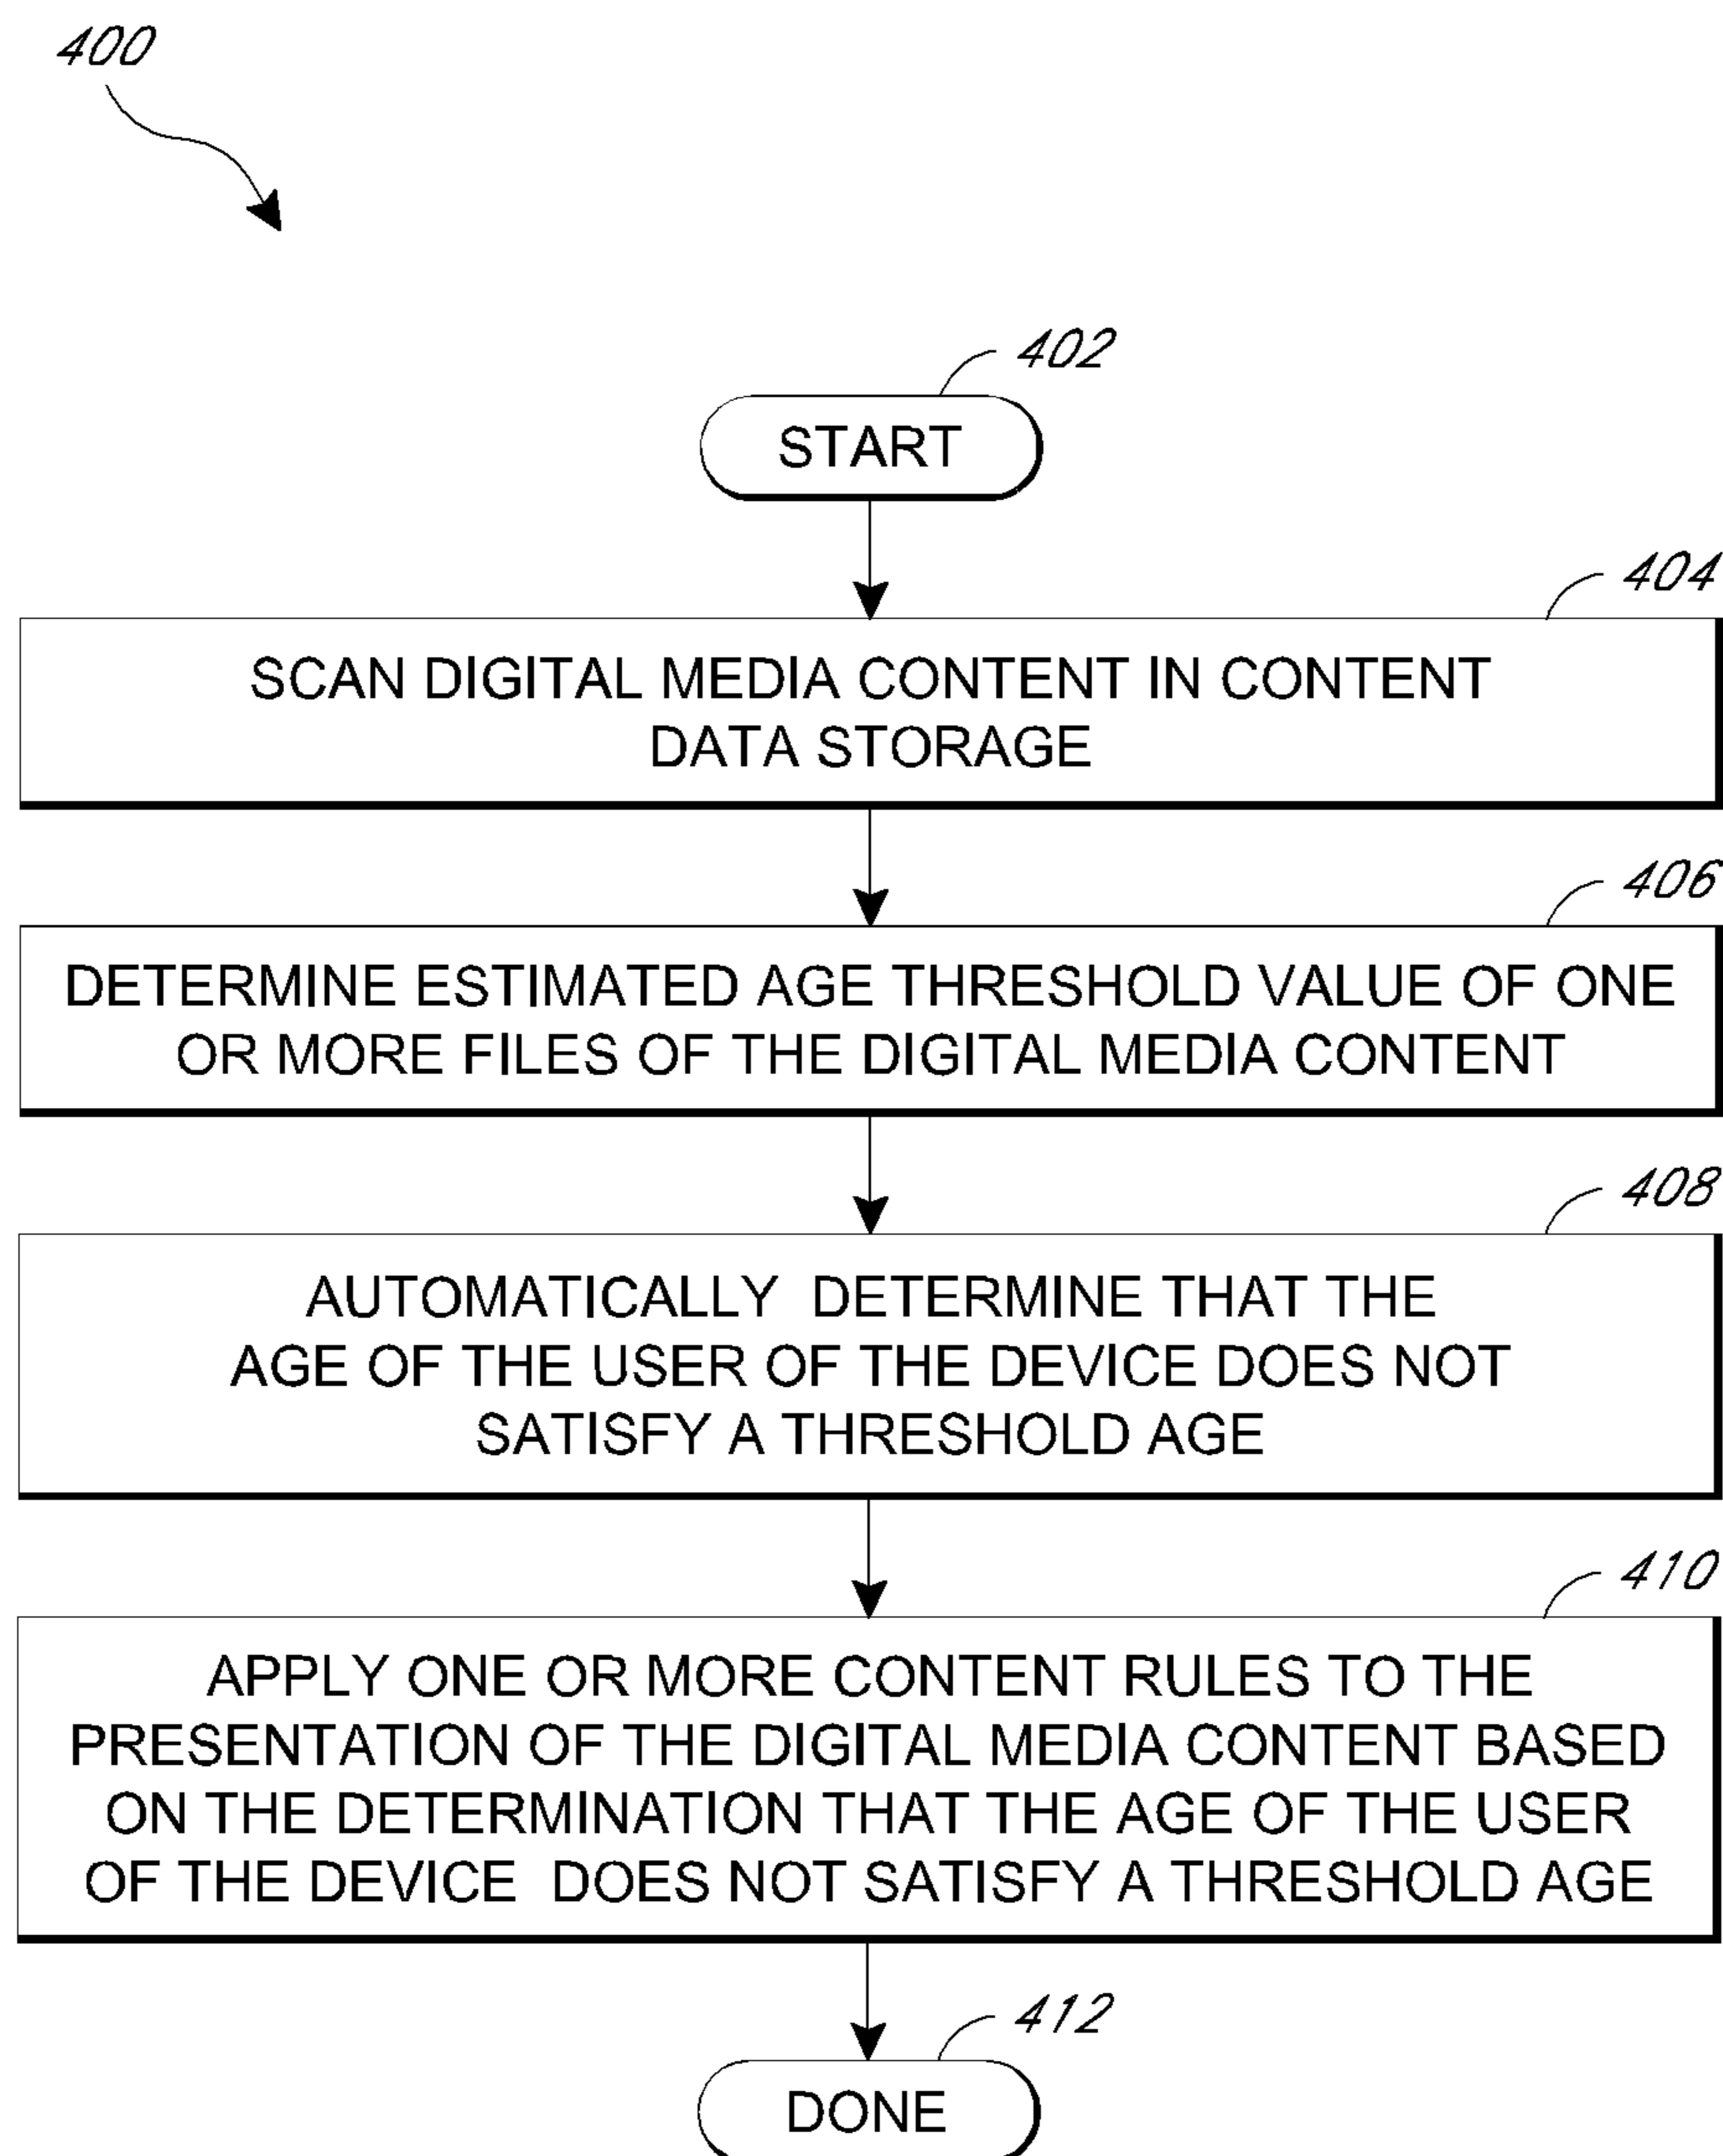 400
402
START
404
SCAN DIGITAL MEDIA CONTENT IN CONTENT
DATA STORAGE
406
DETERMINE ESTIMATED AGE THRESHOLD VALUE OF ONE
OR MORE FILES OF THE DIGITAL MEDIA CONTENT
408
AUTOMATICALLY DETERMINE THAT THE
AGE OF THE USER OF THE DEVICE DOES NOT
SATISFY A THRESHOLD AGE
410
APPLY ONE OR MORE CONTENT RULES TO THE
PRESENTATION OF THE DIGITAL MEDIA CONTENT BASED
ON THE DETERMINATION THAT THE AGE OF THE USER
OF THE DEVICE DOES NOT SATISFY A THRESHOLD AGE
412
DONE